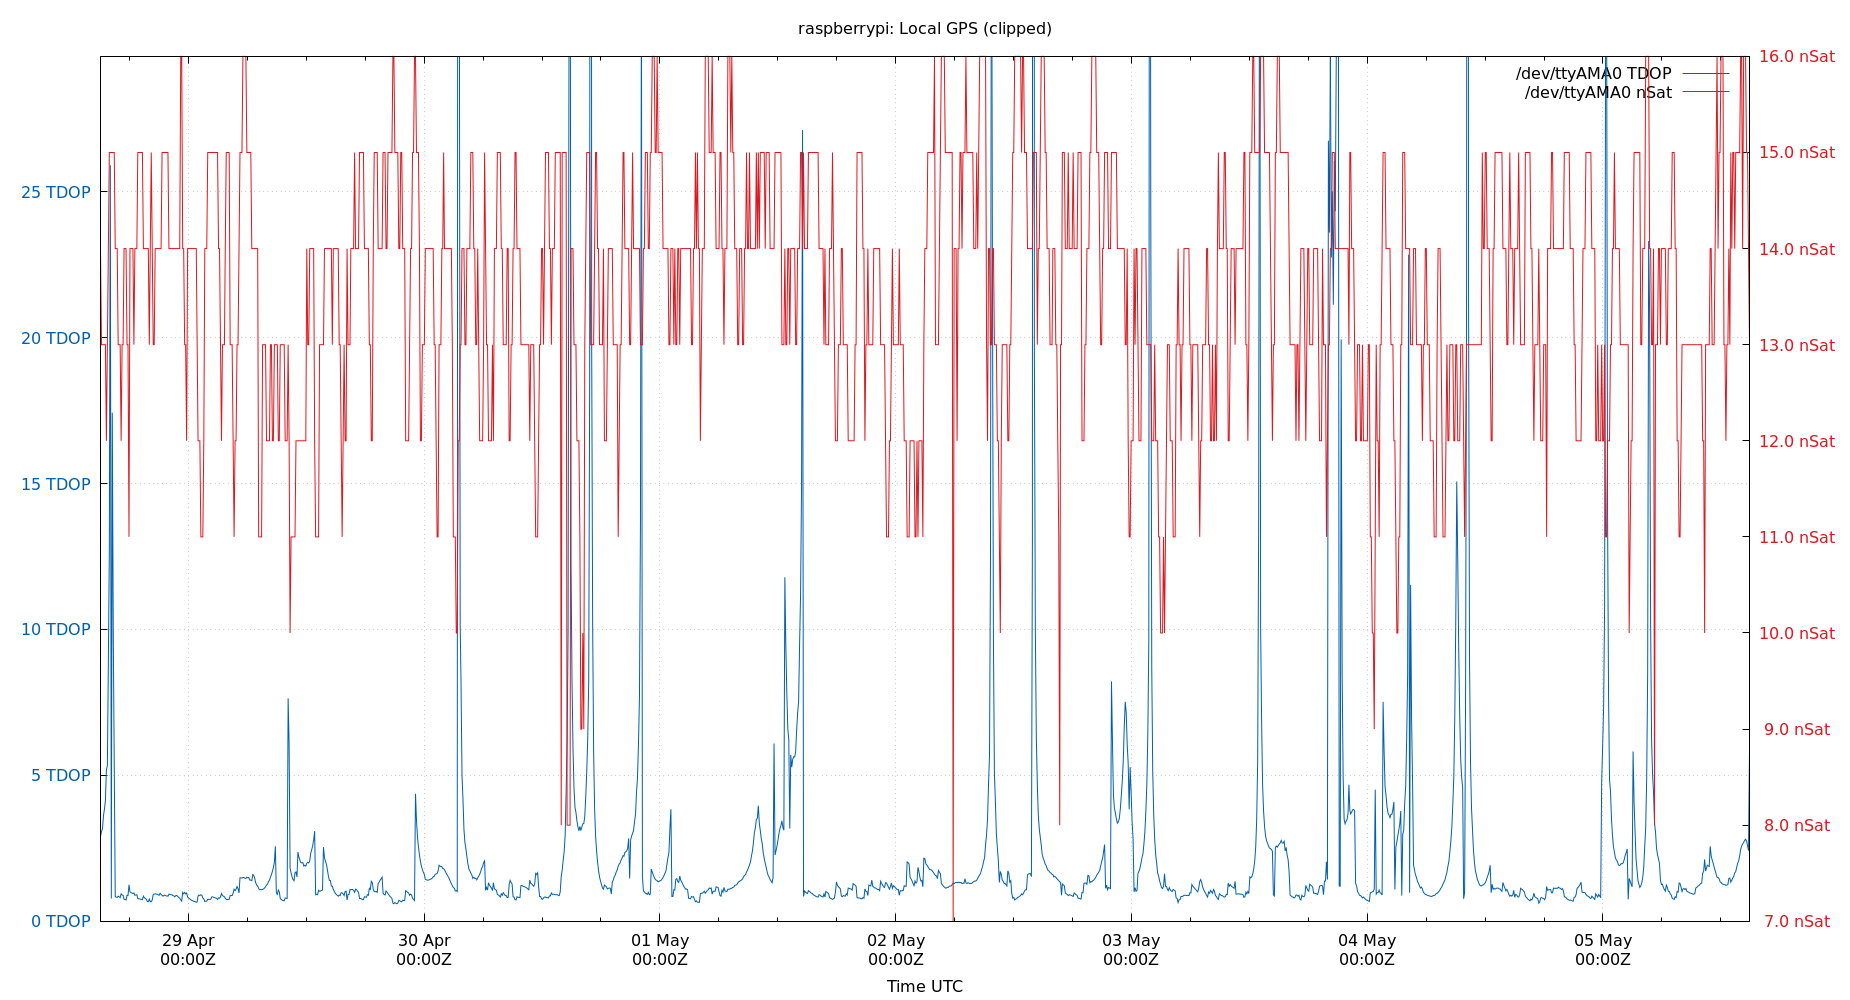 raspberrypi: Local GPS (clipped)
/dev/ttyAMA0 TDOP
/dev/ttyAMA0 nSat
25 TDOP
20 TDOP
15 TDOP
10 TDOP
5 TDOP
0 TDOP
16.0 nSat
15.0 nSat
14.0 nSat
13.0 nSat
12.0 nSat
11.0 nSat
10.0 nSat
9.0 nSat
8.0 nSat
7.0 nSat
29 Apr 30 Apr 01 May 02 May 03 May 04 May 05 May
00:00Z 00:00Z 00:00Z 00:00Z 00:00Z 00:00Z 00:00Z
Time UTC